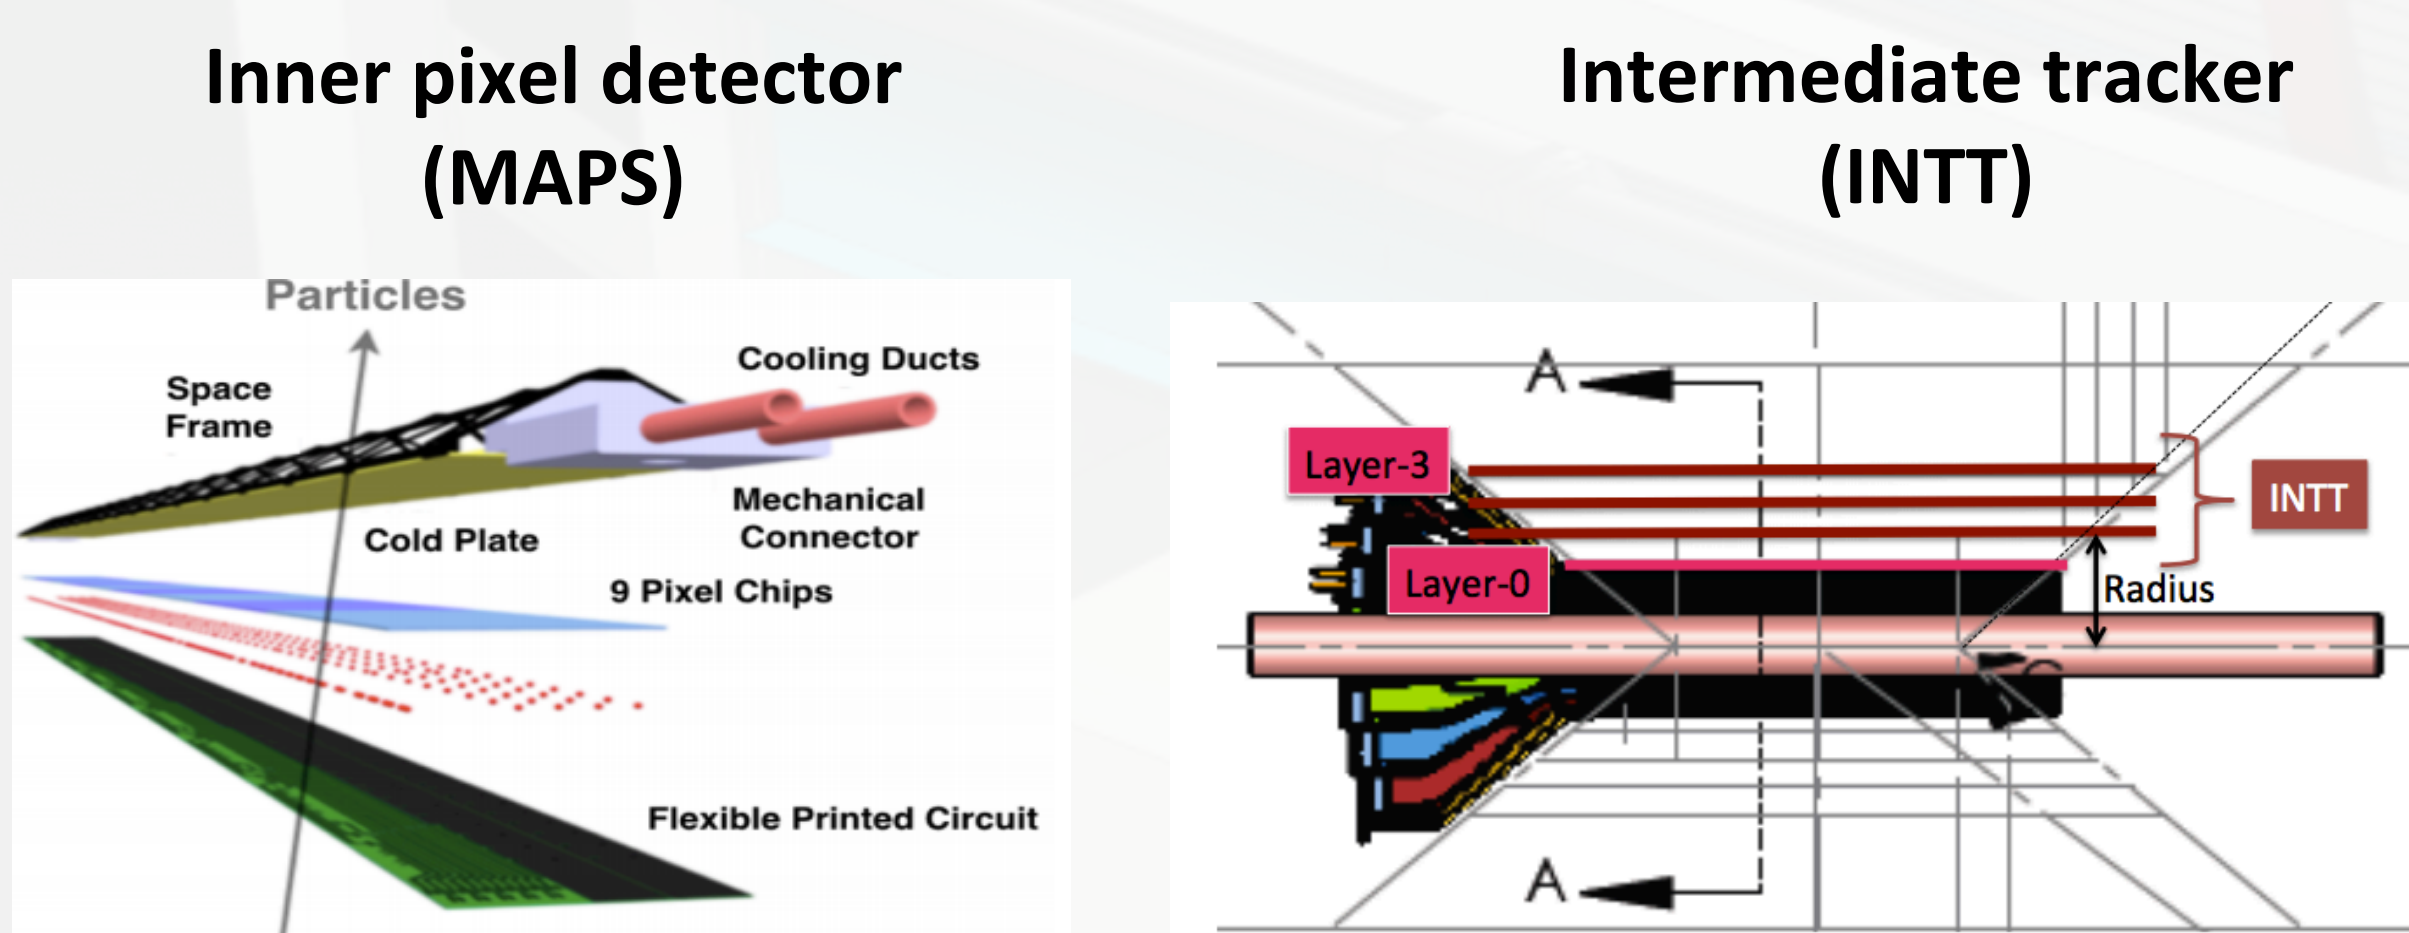 Inner pixel detector
(MAPS)
Intermediate tracker
(INTT)
Particles
Space
Frame
Cooling Ducts
Mechanical
Connector
Cold Plate
9 Pixel Chips
Flexible Printed Circuit
A
Layer-3
INTT
Layer-0
Radius
A